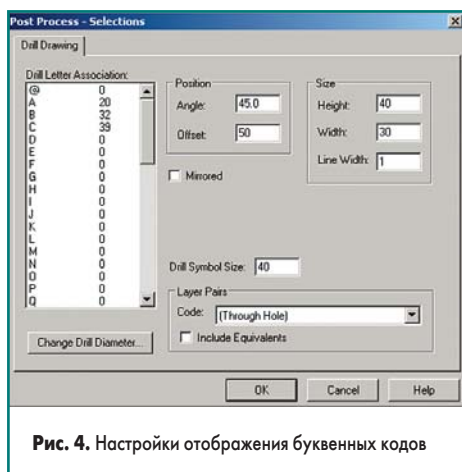 Post Process - Selections
Drill Drawing
Drill Letter Association:
@ 0
A 20
B 32
C 39
D 0
E 0
F 0
G 0
H 0
I 0
J 0
K 0
L 0
M 0
N 0
O 0
P 0
Q 0
Change Drill Diameter...
Position
Angle: 45.0
Offset: 50
Mirrored
Size
Height: 40
Width: 30
Line Width: 1
Drill Symbol Size: 40
Layer Pairs
Code: (Through Hole)
Include Equivalents
OK Cancel Help
Рис. 4. Настройки отображения буквенных кодов